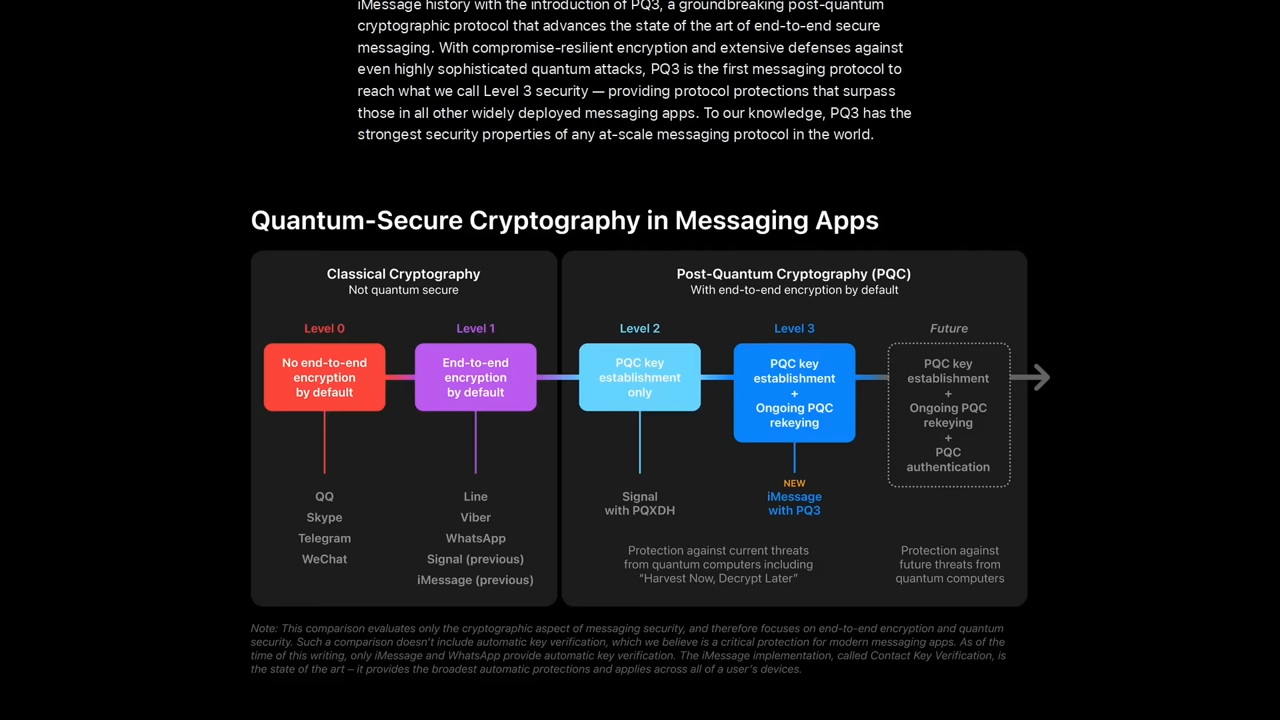 iMessage history with the introduction of PQ3, a groundbreaking post-quantum
cryptographic protocol that advances the state of the art of end-to-end secure
messaging. With compromise-resilient encryption and extensive defenses against
even highly sophisticated quantum attacks, PQ3 is the first messaging protocol to
reach what we call Level 3 security — providing protocol protections that surpass
those in all other widely deployed messaging apps. To our knowledge, PQ3 has the
strongest security properties of any at-scale messaging protocol in the world.
Quantum-Secure Cryptography in Messaging Apps
Classical Cryptography
Not quantum secure
Level 0
No end-to-end
encryption
by default
QQ
Skype
Telegram
WeChat
Level 1
End-to-end
encryption
by default
Line
Viber
WhatsApp
Signal (previous)
iMessage (previous)
Post-Quantum Cryptography (PQC)
With end-to-end encryption by default
Level 2
PQC key
establishment
only
Signal
with PQXDH
Level 3
PQC key
establishment
+
Ongoing PQC
rekeying
NEW
iMessage
with PQ3
Protection against current threats
from quantum computers including
“Harvest Now, Decrypt Later”
Future
PQC key
establishment
+
Ongoing PQC
rekeying
+
PQC
authentication
Protection against
future threats from
quantum computers
Note: This comparison evaluates only the cryptographic aspect of messaging security, and therefore focuses on end-to-end encryption and quantum
security. Such a comparison doesn’t include automatic key verification, which we believe is a critical protection for modern messaging apps. As of the
time of this writing, only iMessage and WhatsApp provide automatic key verification. The iMessage implementation, called Contact Key Verification, is
the state of the art – it provides the broadest automatic protections and applies across all of a user’s devices.